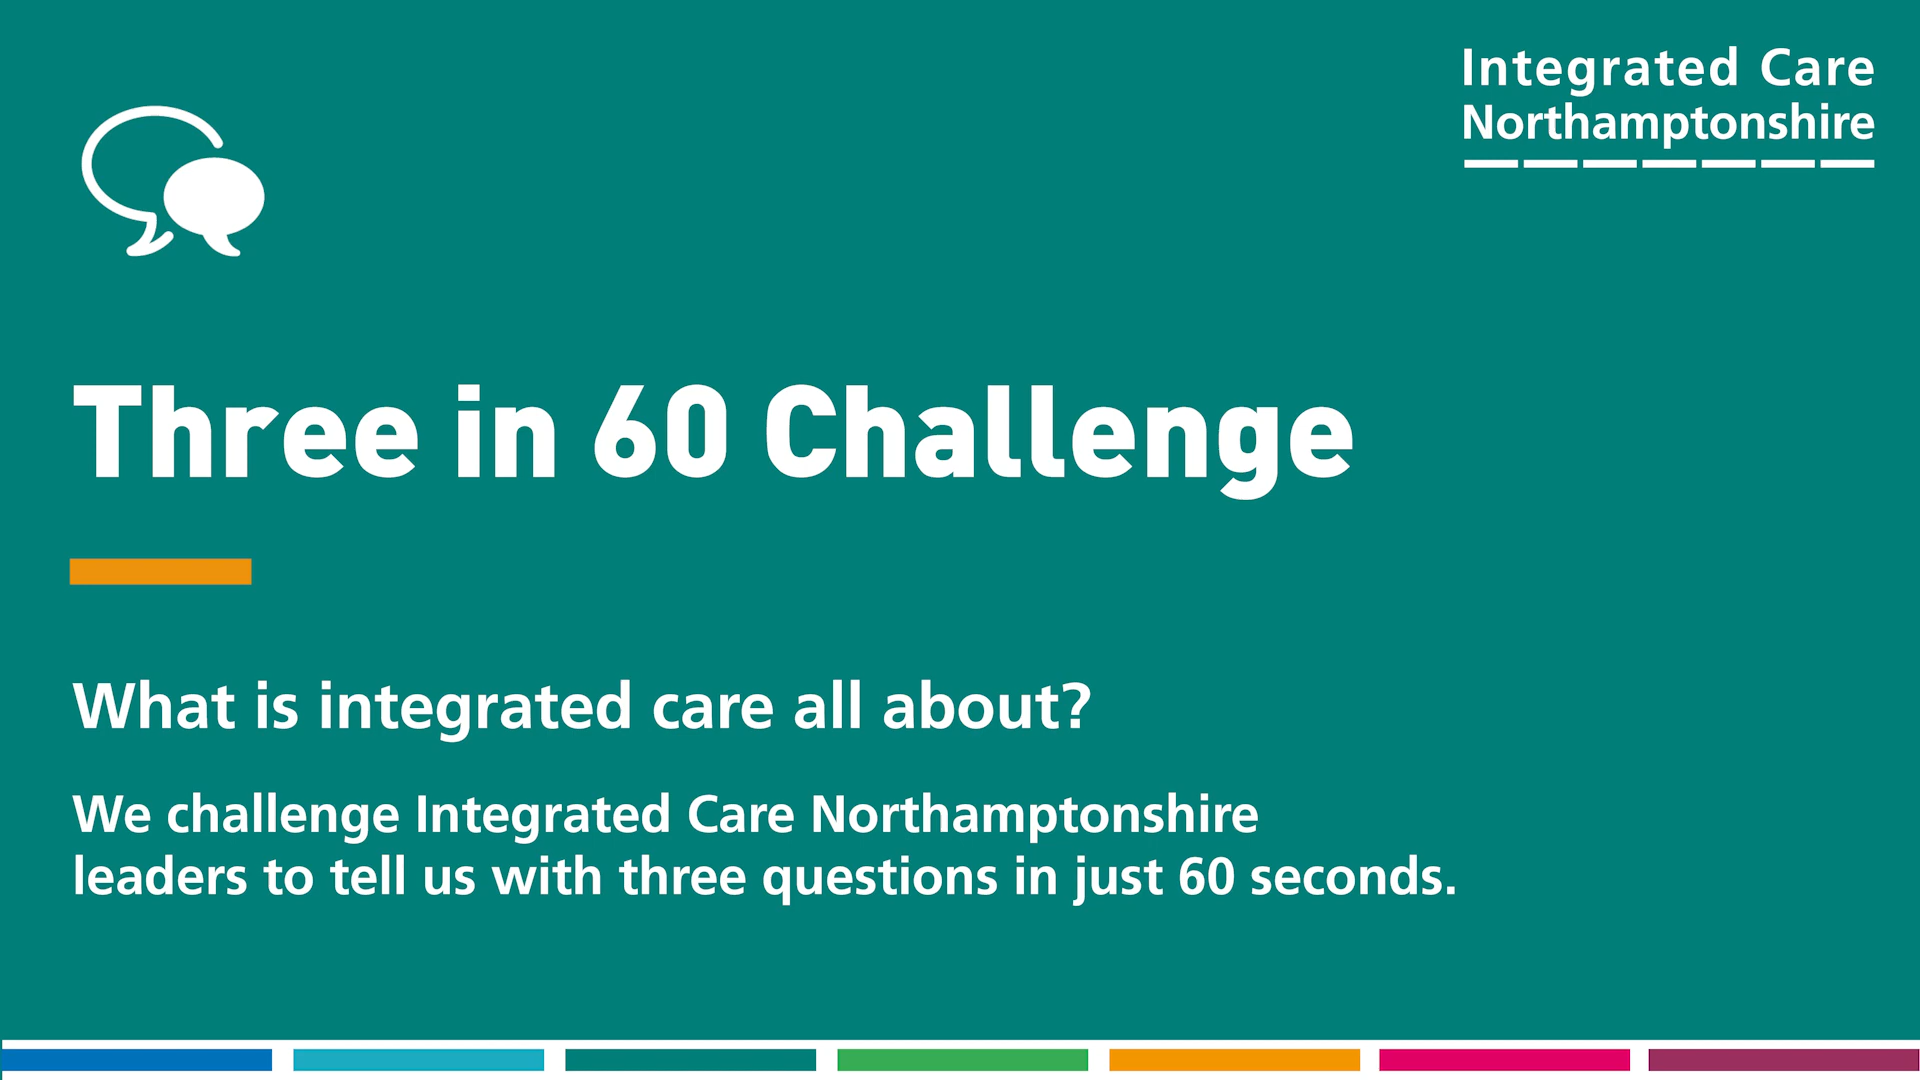 Integrated Care
Northamptonshire
Three in 60 Challenge
What is integrated care all about?
We challenge Integrated Care Northamptonshire
leaders to tell us with three questions in just 60 seconds.